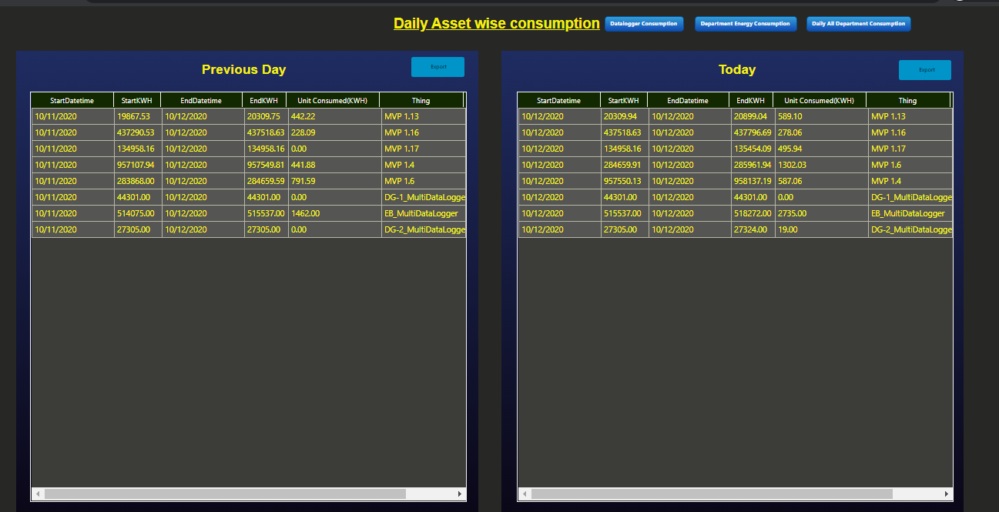 Daily Asset wise consumption Datalogger Consumption Department Energy Consumption Daily All Department Consumption
Previous Day Export
StartDatetime StartKWH EndDatetime EndKWH Unit Consumed(KWH) Thing
10/11/2020 19867.53 10/12/2020 20309.75 442.22 MVP 1.13
10/11/2020 437290.53 10/12/2020 437518.63 228.09 MVP 1.16
10/11/2020 134958.16 10/12/2020 134958.16 0.00 MVP 1.17
10/11/2020 957107.94 10/12/2020 957549.81 441.88 MVP 1.4
10/11/2020 283868.00 10/12/2020 284659.59 791.59 MVP 1.6
10/11/2020 44301.00 10/12/2020 44301.00 0.00 DG-1_MultiDataLogge
10/11/2020 514075.00 10/12/2020 515537.00 1462.00 EB_MultiDataLogger
10/11/2020 27305.00 10/12/2020 27305.00 0.00 DG-2_MultiDataLogge
Today Export
StartDatetime StartKWH EndDatetime EndKWH Unit Consumed(KWH) Thing
10/12/2020 20309.94 10/12/2020 20899.04 589.10 MVP 1.13
10/12/2020 437518.63 10/12/2020 437796.69 278.06 MVP 1.16
10/12/2020 134958.16 10/12/2020 135454.09 495.94 MVP 1.17
10/12/2020 284659.91 10/12/2020 285961.94 1302.03 MVP 1.6
10/12/2020 957550.13 10/12/2020 958137.19 587.06 MVP 1.4
10/12/2020 44301.00 10/12/2020 44301.00 0.00 DG-1_MultiDataLogge
10/12/2020 515537.00 10/12/2020 518272.00 2735.00 EB_MultiDataLogger
10/12/2020 27305.00 10/12/2020 27324.00 19.00 DG-2_MultiDataLogge